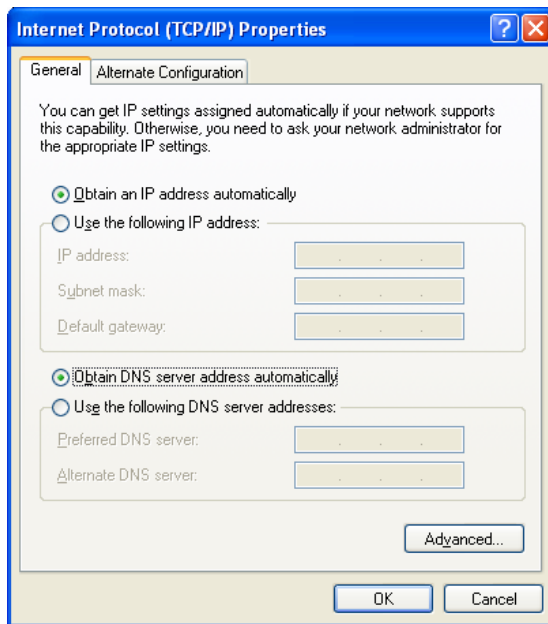 Internet Protocol (TCP/IP) Properties
General
Alternate Configuration
You can get IP settings assigned automatically if your network supports
this capability. Otherwise, you need to ask your network administrator for
the appropriate IP settings.
Obtain an IP address automatically
Use the following IP address:
IP address:
Subnet mask:
Default gateway:
Obtain DNS server address automatically
Use the following DNS server addresses:
Preferred DNS server:
Alternate DNS server:
Advanced...
OK
Cancel